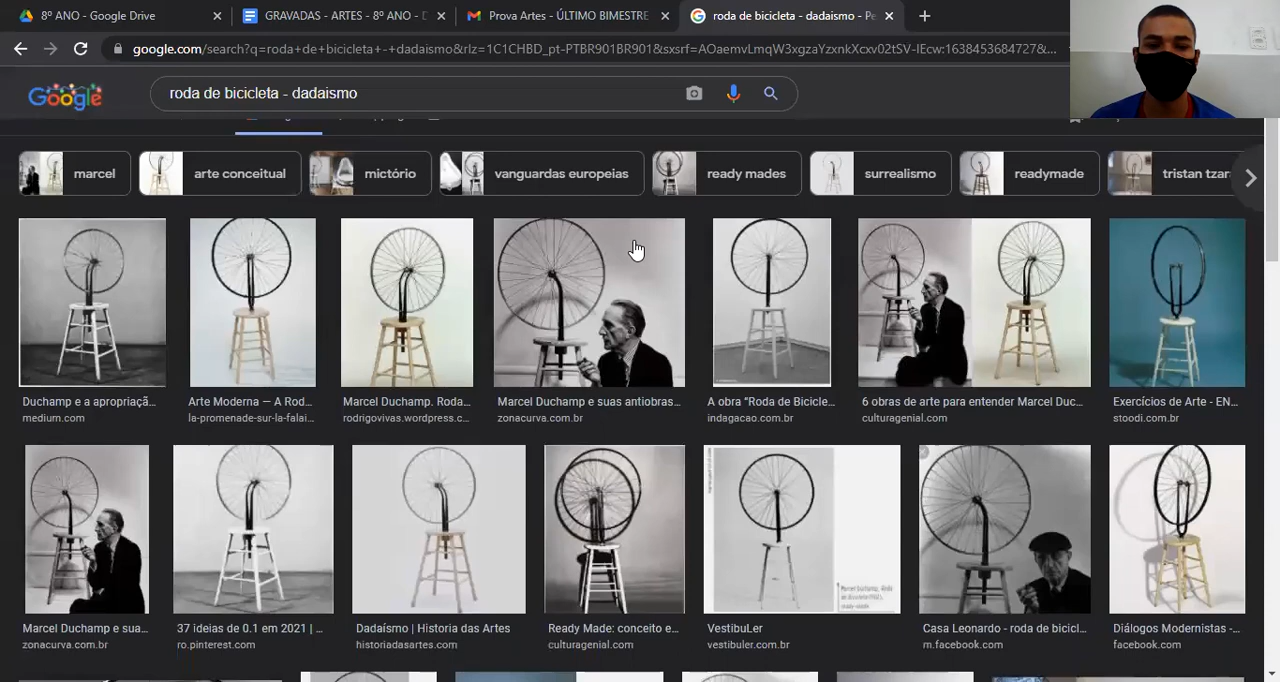 8º ANO - Google Drive
GRAVADAS - ARTES - 8º ANO - D
Prova Artes - ÚLTIMO BIMESTRE
roda de bicicleta - dadaismo - Pe
google.com/search?q=roda+de+bicicleta+-+dadaismo&rlz=1C1CHBD_pt-PTBR901BR901&sxsrf=AOaemvLmqW3xgzaYzxnkXcxv02tSV-IEcw:1638453684727&...
Google
roda de bicicleta - dadaismo
marcel
arte conceitual
mictório
vanguardas europeias
ready mades
surrealismo
readymade
tristan tzar
Duchamp e a apropriaçã...
Arte Moderna — A Rod...
Marcel Duchamp. Roda...
Marcel Duchamp e suas antiobras...
A obra “Roda de Bicicle...
6 obras de arte para entender Marcel Duc...
Exercícios de Arte - EN...
medium.com
la-promenade-sur-la-falai...
rodrigovivas.wordpress.c...
zonacurva.com.br
indagacao.com.br
culturagenial.com
stoodi.com.br
Marcel Duchamp e sua...
37 ideias de 0.1 em 2021 | ...
Dadaísmo | Historia das Artes
Ready Made: conceito e...
VestibuLer
Casa Leonardo - roda de bicicl...
Diálogos Modernistas -...
zonacurva.com.br
ro.pinterest.com
historiadasartes.com
culturagenial.com
vestibuler.com.br
m.facebook.com
facebook.com